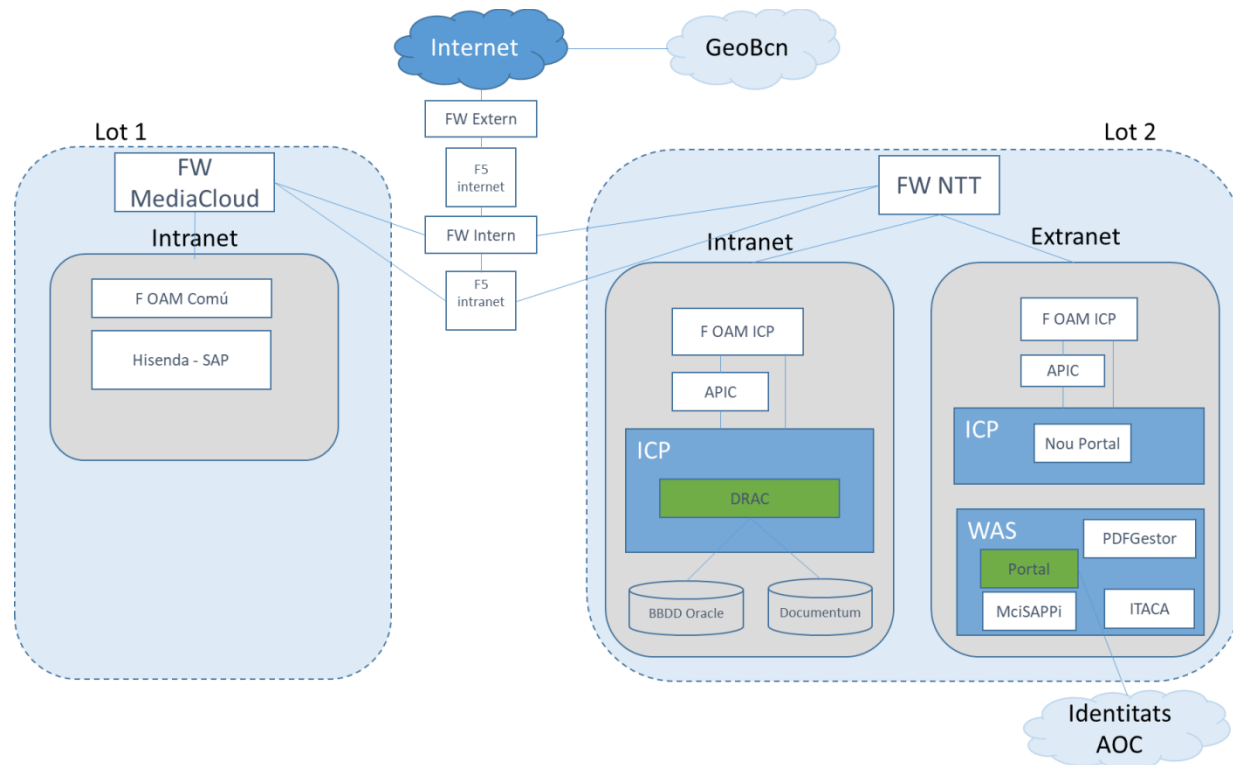 Internet
GeoBcn
FW Extern
F5
internet
FW Intern
F5
intranet
Lot 1
FW
MediaCloud
Intranet
F OAM Comú
Hisenda - SAP
Lot 2
FW NTT
Intranet
F OAM ICP
APIC
ICP
DRAC
BBDD Oracle
Documentum
Extranet
F OAM ICP
APIC
ICP
Nou Portal
WAS
PDFGestor
Portal
MciSAPPi
ITACA
Identitats
AOC